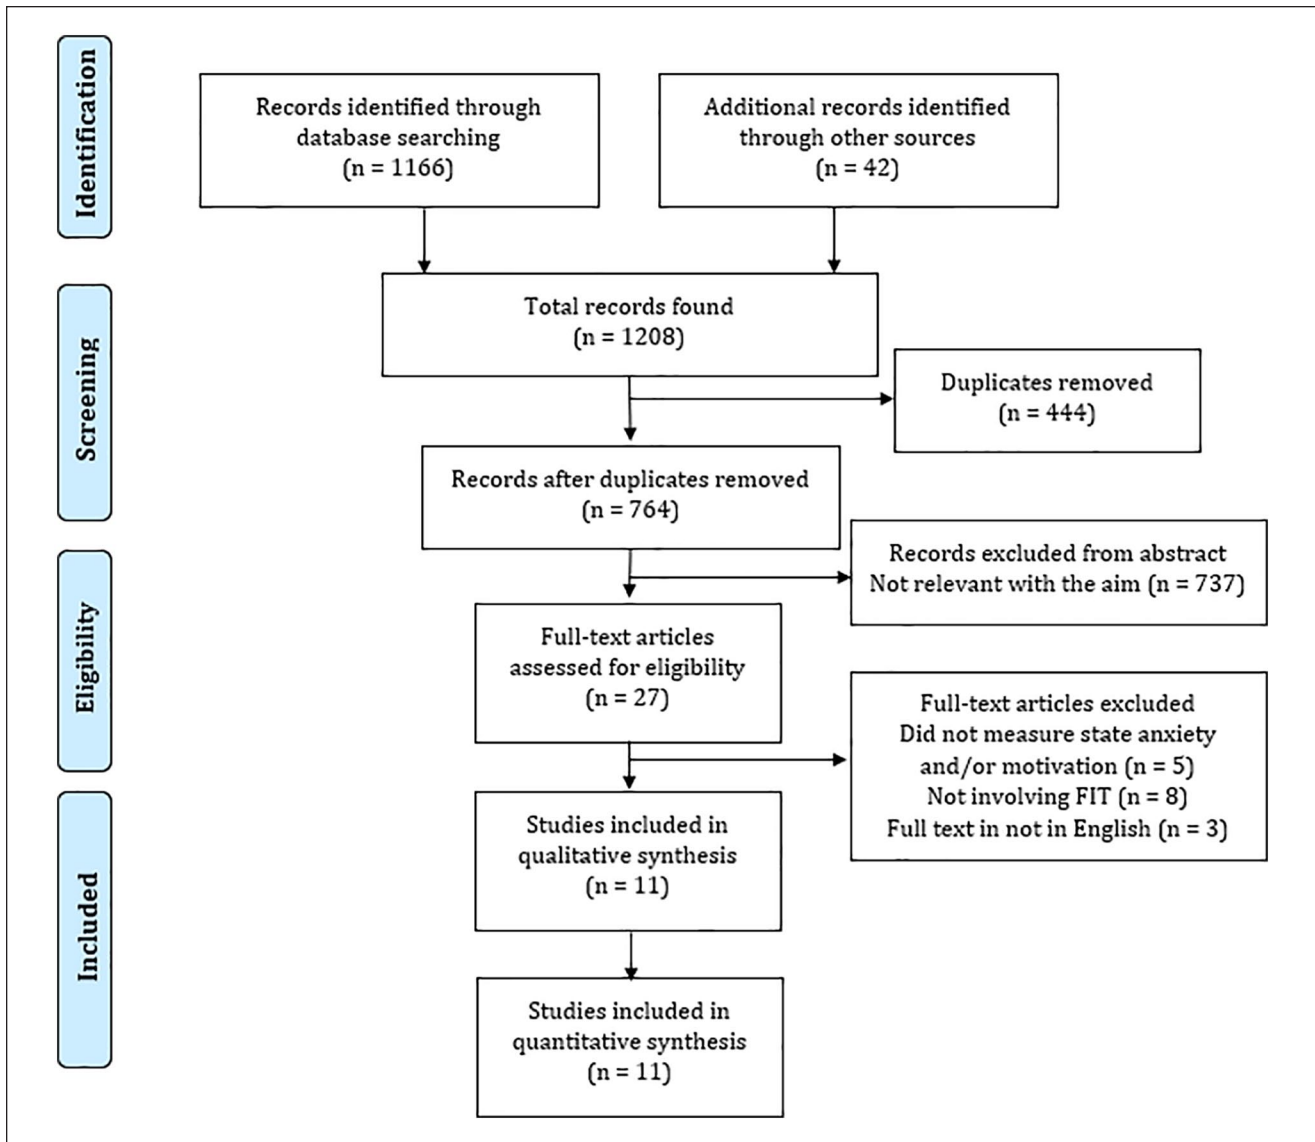 Identification
Records identified through
database searching
(n = 1166)
Additional records identified
through other sources
(n = 42)
Screening
Total records found
(n = 1208)
Duplicates removed
(n = 444)
Records after duplicates removed
(n = 764)
Records excluded from abstract
Not relevant with the aim (n = 737)
Eligibility
Full-text articles
assessed for eligibility
(n = 27)
Full-text articles excluded
Did not measure state anxiety
and/or motivation (n = 5)
Not involving FIT (n = 8)
Full text in not in English (n = 3)
Included
Studies included in
qualitative synthesis
(n = 11)
Studies included in
quantitative synthesis
(n = 11)